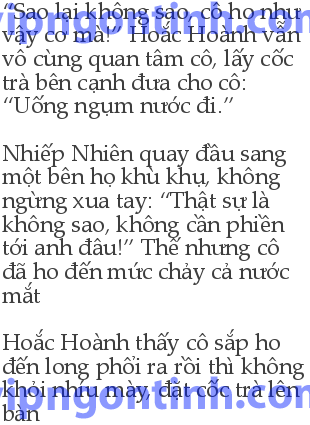 “Sao lại không sao, cô ho như
vậy cơ mà!” Hoắc Hoành vẫn
vô cùng quan tâm cô, lấy cốc
trà bên cạnh đưa cho cô:
“Uống ngụm nước đi.”
Nhiếp Nhiên quay đầu sang
một bên họ khù khụ, không
ngừng xua tay: “Thật sự là
không sao, không cần phiền
tới anh đâu!” Thế nhưng cô
đã ho đến mức chảy cả nước
mắt
Hoắc Hoành thấy cô sắp ho
đến long phổi ra rồi thì không
khỏi nhíu mày, đặt cốc trà lên
bàn
vipngontinh.com
vipngontinh.com